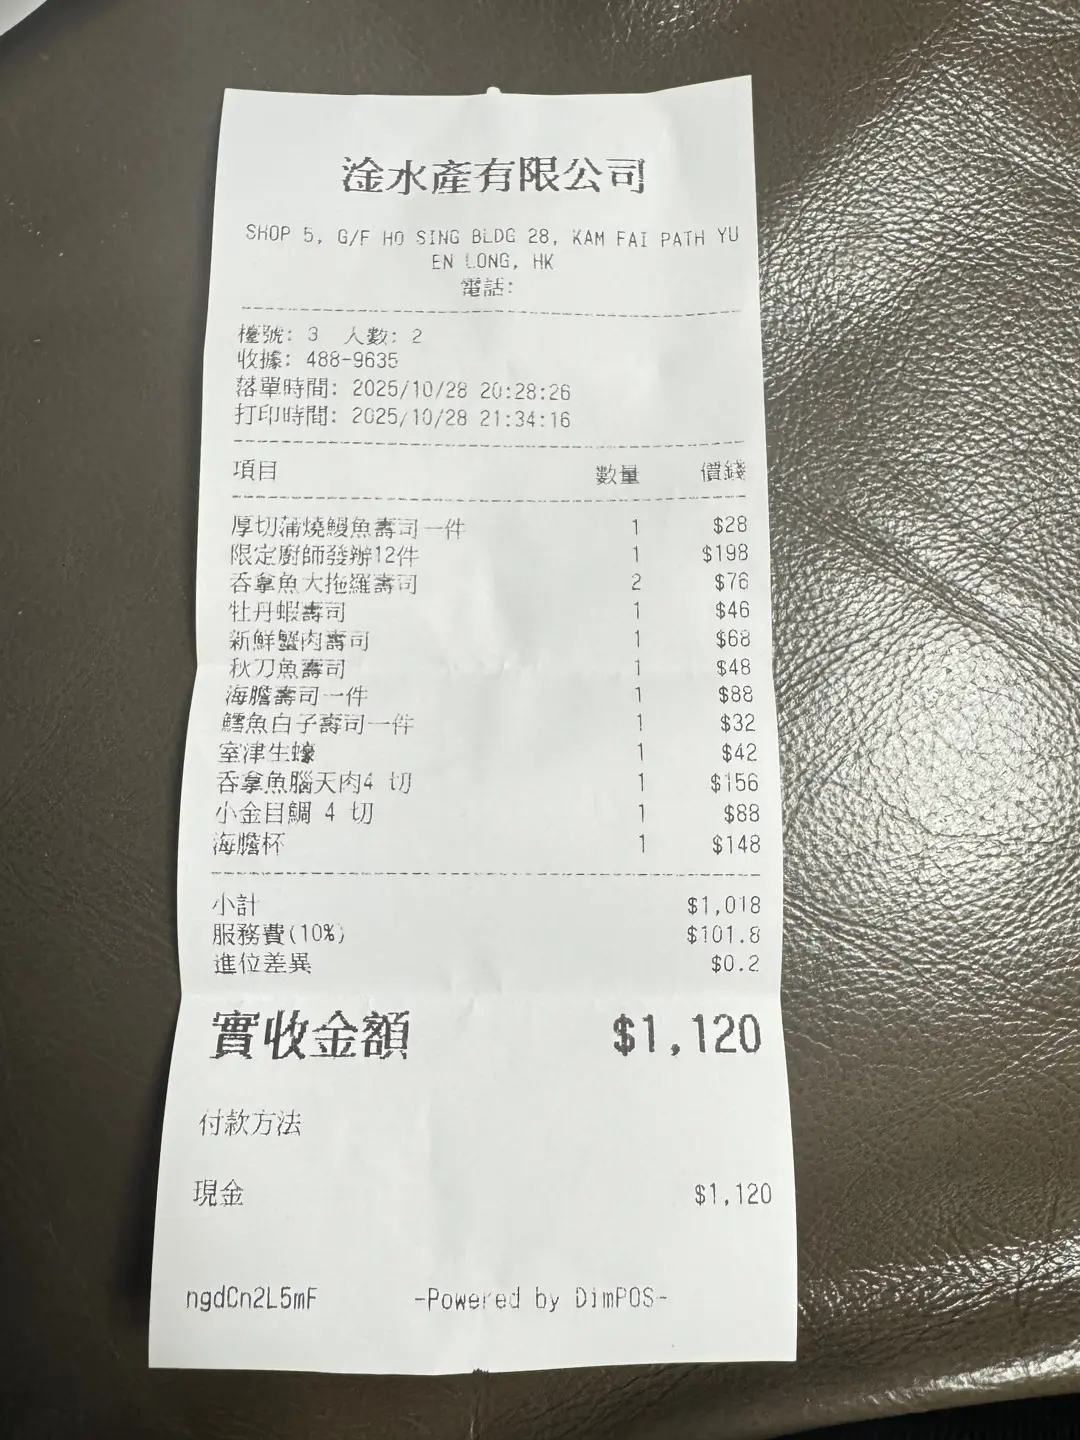 淦水產有限公司
SHOP 5, G/F HO SING BLDG 28, KAM FAI PATH YU
EN LONG, HK
電話:
檯號: 3 人數: 2
收據: 488-9635
落單時間: 2025/10/28 20:28:26
打印時間: 2025/10/28 21:34:16
項目 數量 價錢
厚切蒲燒鰻魚壽司一件 1 $28
限定廚師發辦12件 1 $198
吞拿魚大拖羅壽司 2 $76
牡丹蝦壽司 1 $46
新鮮蟹肉壽司 1 $68
秋刀魚壽司 1 $48
海膽壽司一件 1 $88
鱈魚白子壽司一件 1 $32
室津生蠔 1 $42
吞拿魚腦天肉4 切 1 $156
小金目鯛 4 切 1 $88
海膽杯 1 $148
小計 $1,018
服務費(10%) $101.8
進位差異 $0.2
實收金額 $1,120
付款方法
現金 $1,120
ngdCn2L5mF -Powered by DimPOS-